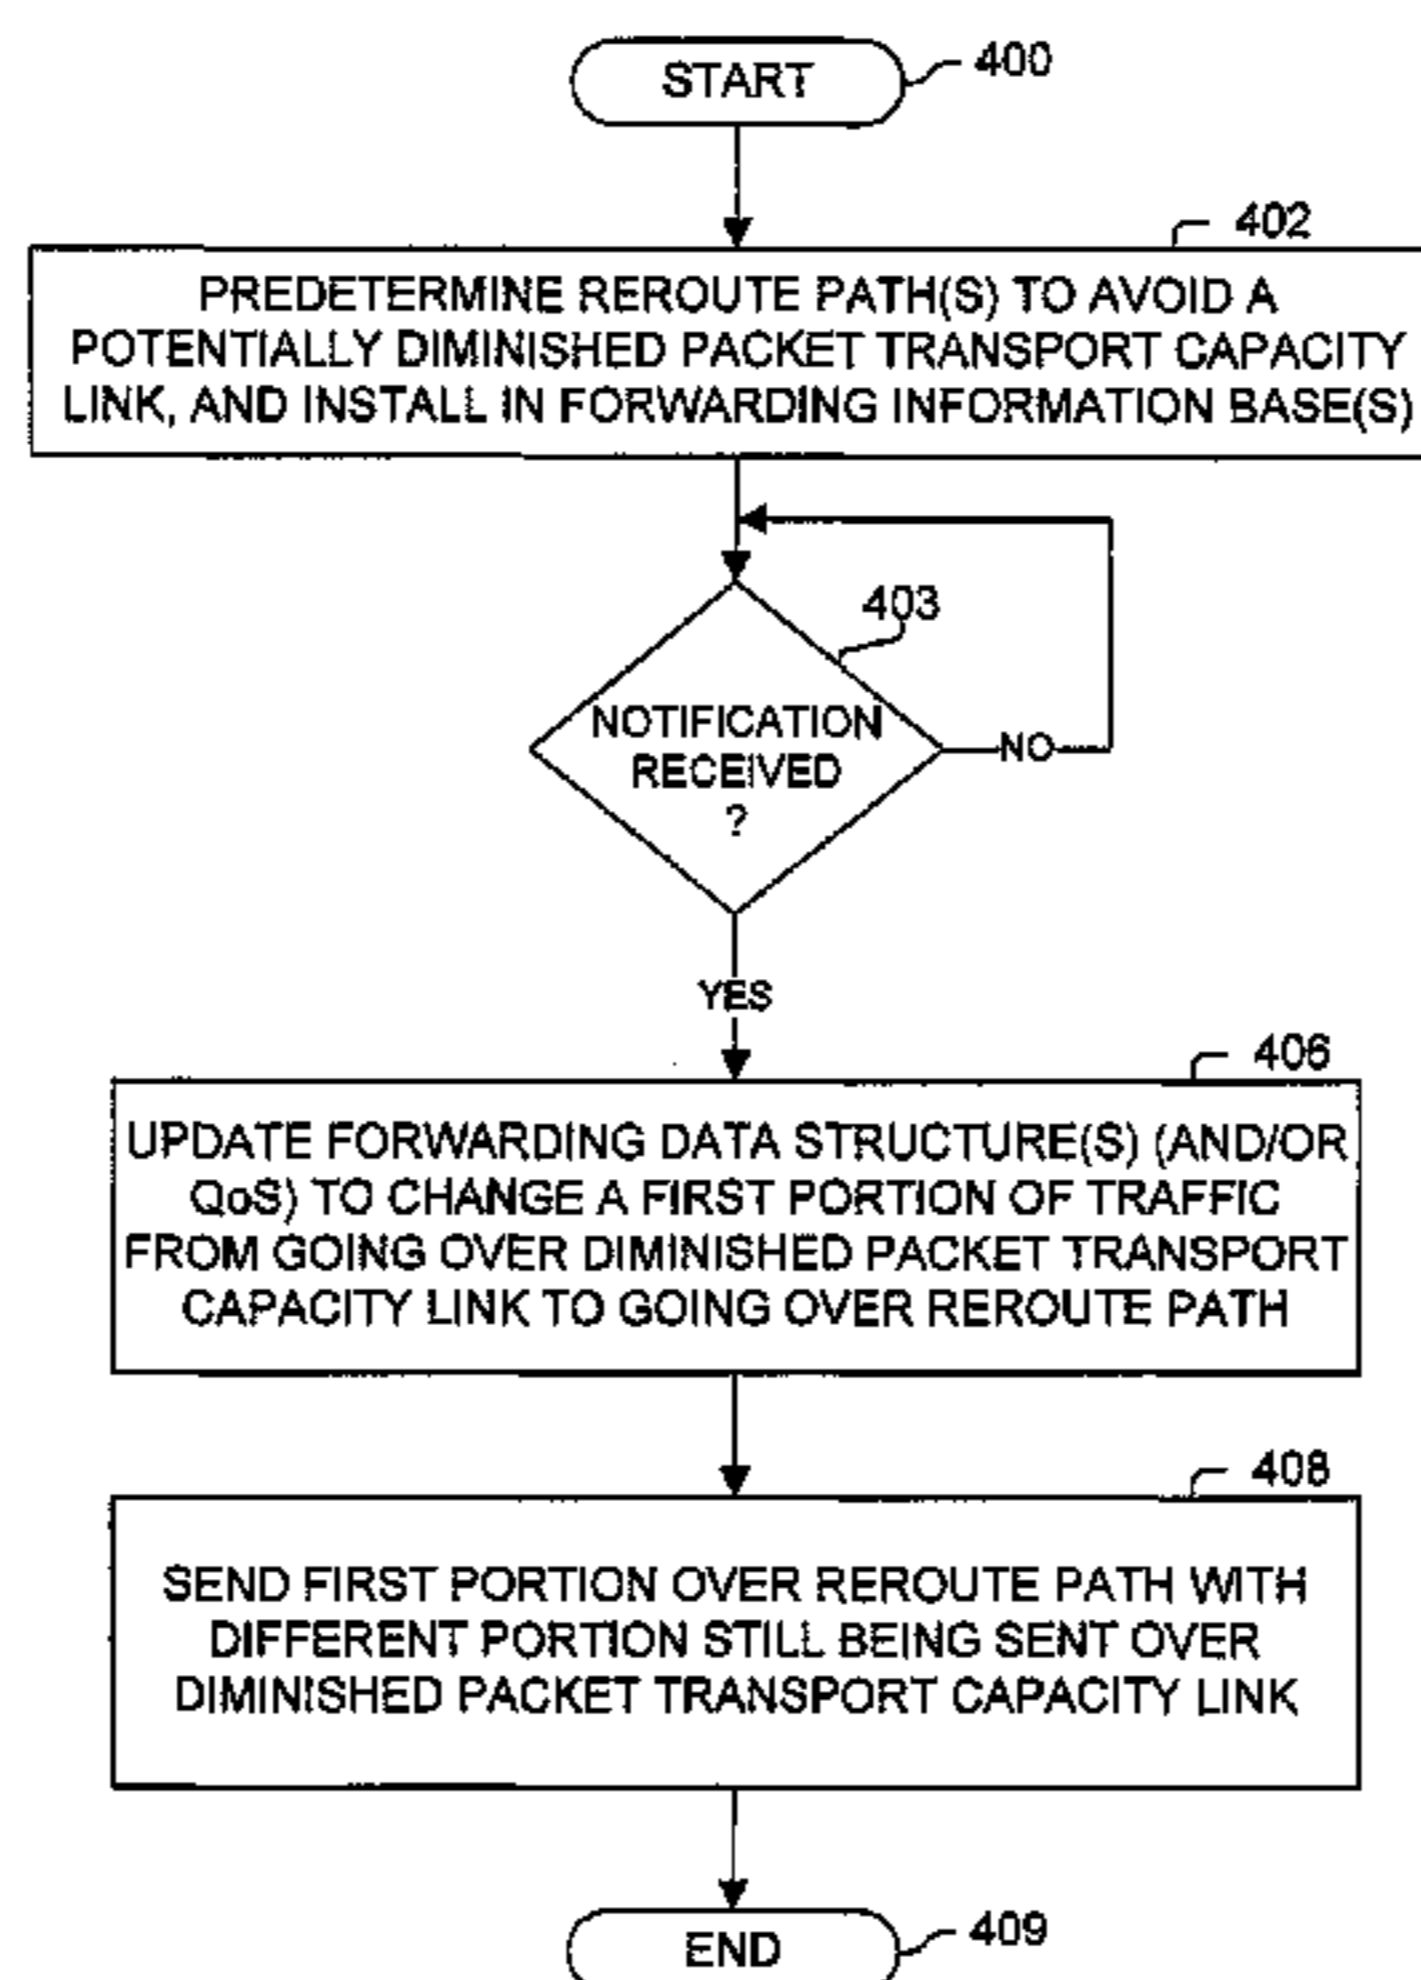 START
400
402
PREDETERMINE REROUTE PATH(S) TO AVOID A
POTENTIALLY DIMINISHED PACKET TRANSPORT CAPACITY
LINK, AND INSTALL IN FORWARDING INFORMATION BASE(S)
403
NOTIFICATION
RECEIVED
?
NO
YES
406
UPDATE FORWARDING DATA STRUCTURE(S) (AND/OR
QoS) TO CHANGE A FIRST PORTION OF TRAFFIC
FROM GOING OVER DIMINISHED PACKET TRANSPORT
CAPACITY LINK TO GOING OVER REROUTE PATH
408
SEND FIRST PORTION OVER REROUTE PATH WITH
DIFFERENT PORTION STILL BEING SENT OVER
DIMINISHED PACKET TRANSPORT CAPACITY LINK
END
409